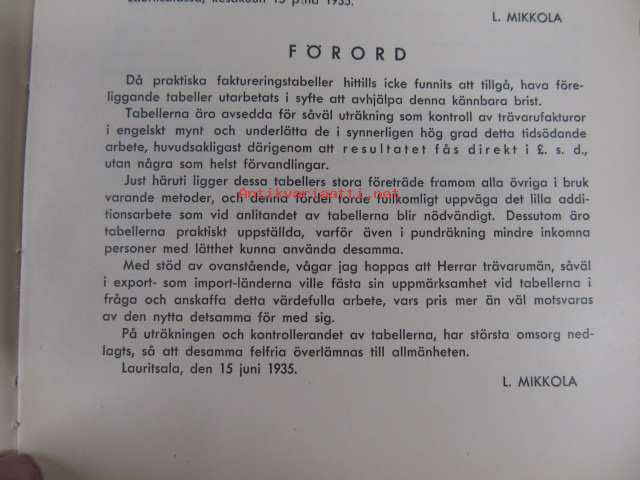 Lauritsalassa, kesäkuun 15 p:nä 1935.
L. MIKKOLA
FÖRORD
Då praktiska faktureringstabeller hittills icke funnits att tillgå, hava före-
liggande tabeller utarbetats i syfte att avhjälpa denna kännbara brist.
Tabellerna äro avsedda för såväl uträkning som kontroll av trävarufakturor
i engelskt mynt och underlätta de i synnerligen hög grad detta tidsödande
arbete, huvudsakligast därigenom att resultatet fås direkt i £. s. d.,
utan några som helst förvandlingar.
Just häruti ligger dessa tabellers stora företräde framom alla övriga i bruk
varande metoder, och denna fördel torde fullkomligt uppväga det lilla addi-
tionsarbete som vid anlitandet av tabellerna blir nödvändigt. Dessutom äro
tabellerna praktiskt uppställda, varför även i pundräkning mindre inkomna
personer med lätthet kunna använda desamma.
Med stöd av ovanstående, vågar jag hoppas att Herrar trävarumän, såväl
i export- som import-länderna ville fästa sin uppmärksamhet vid tabellerna i
fråga och anskaffa detta värdefulla arbete, vars pris mer än väl motsvaras
av den nytta detsamma för med sig.
På uträkningen och kontrollerandet av tabellerna, har största omsorg ned-
lagts, så att desamma felfria överlämnas till allmänheten.
Lauritsala, den 15 juni 1935.
L. MIKKOLA
Antikvariaatti.net